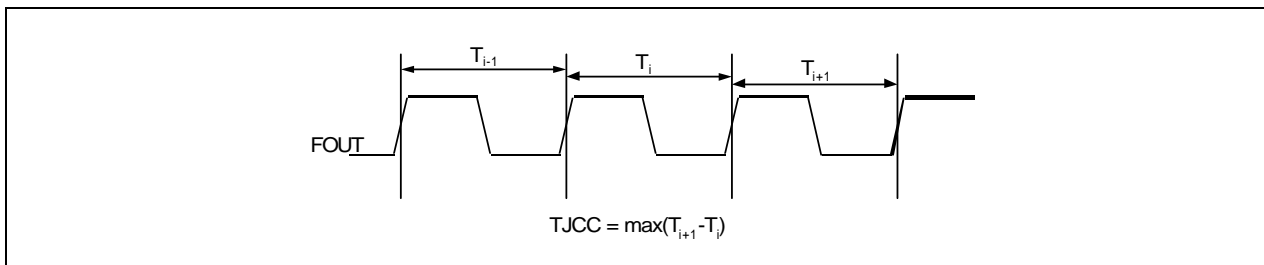 T_{i-1}
T_i
T_{i+1}
FOUT
TJCC = max(T_{i+1}-T_i)